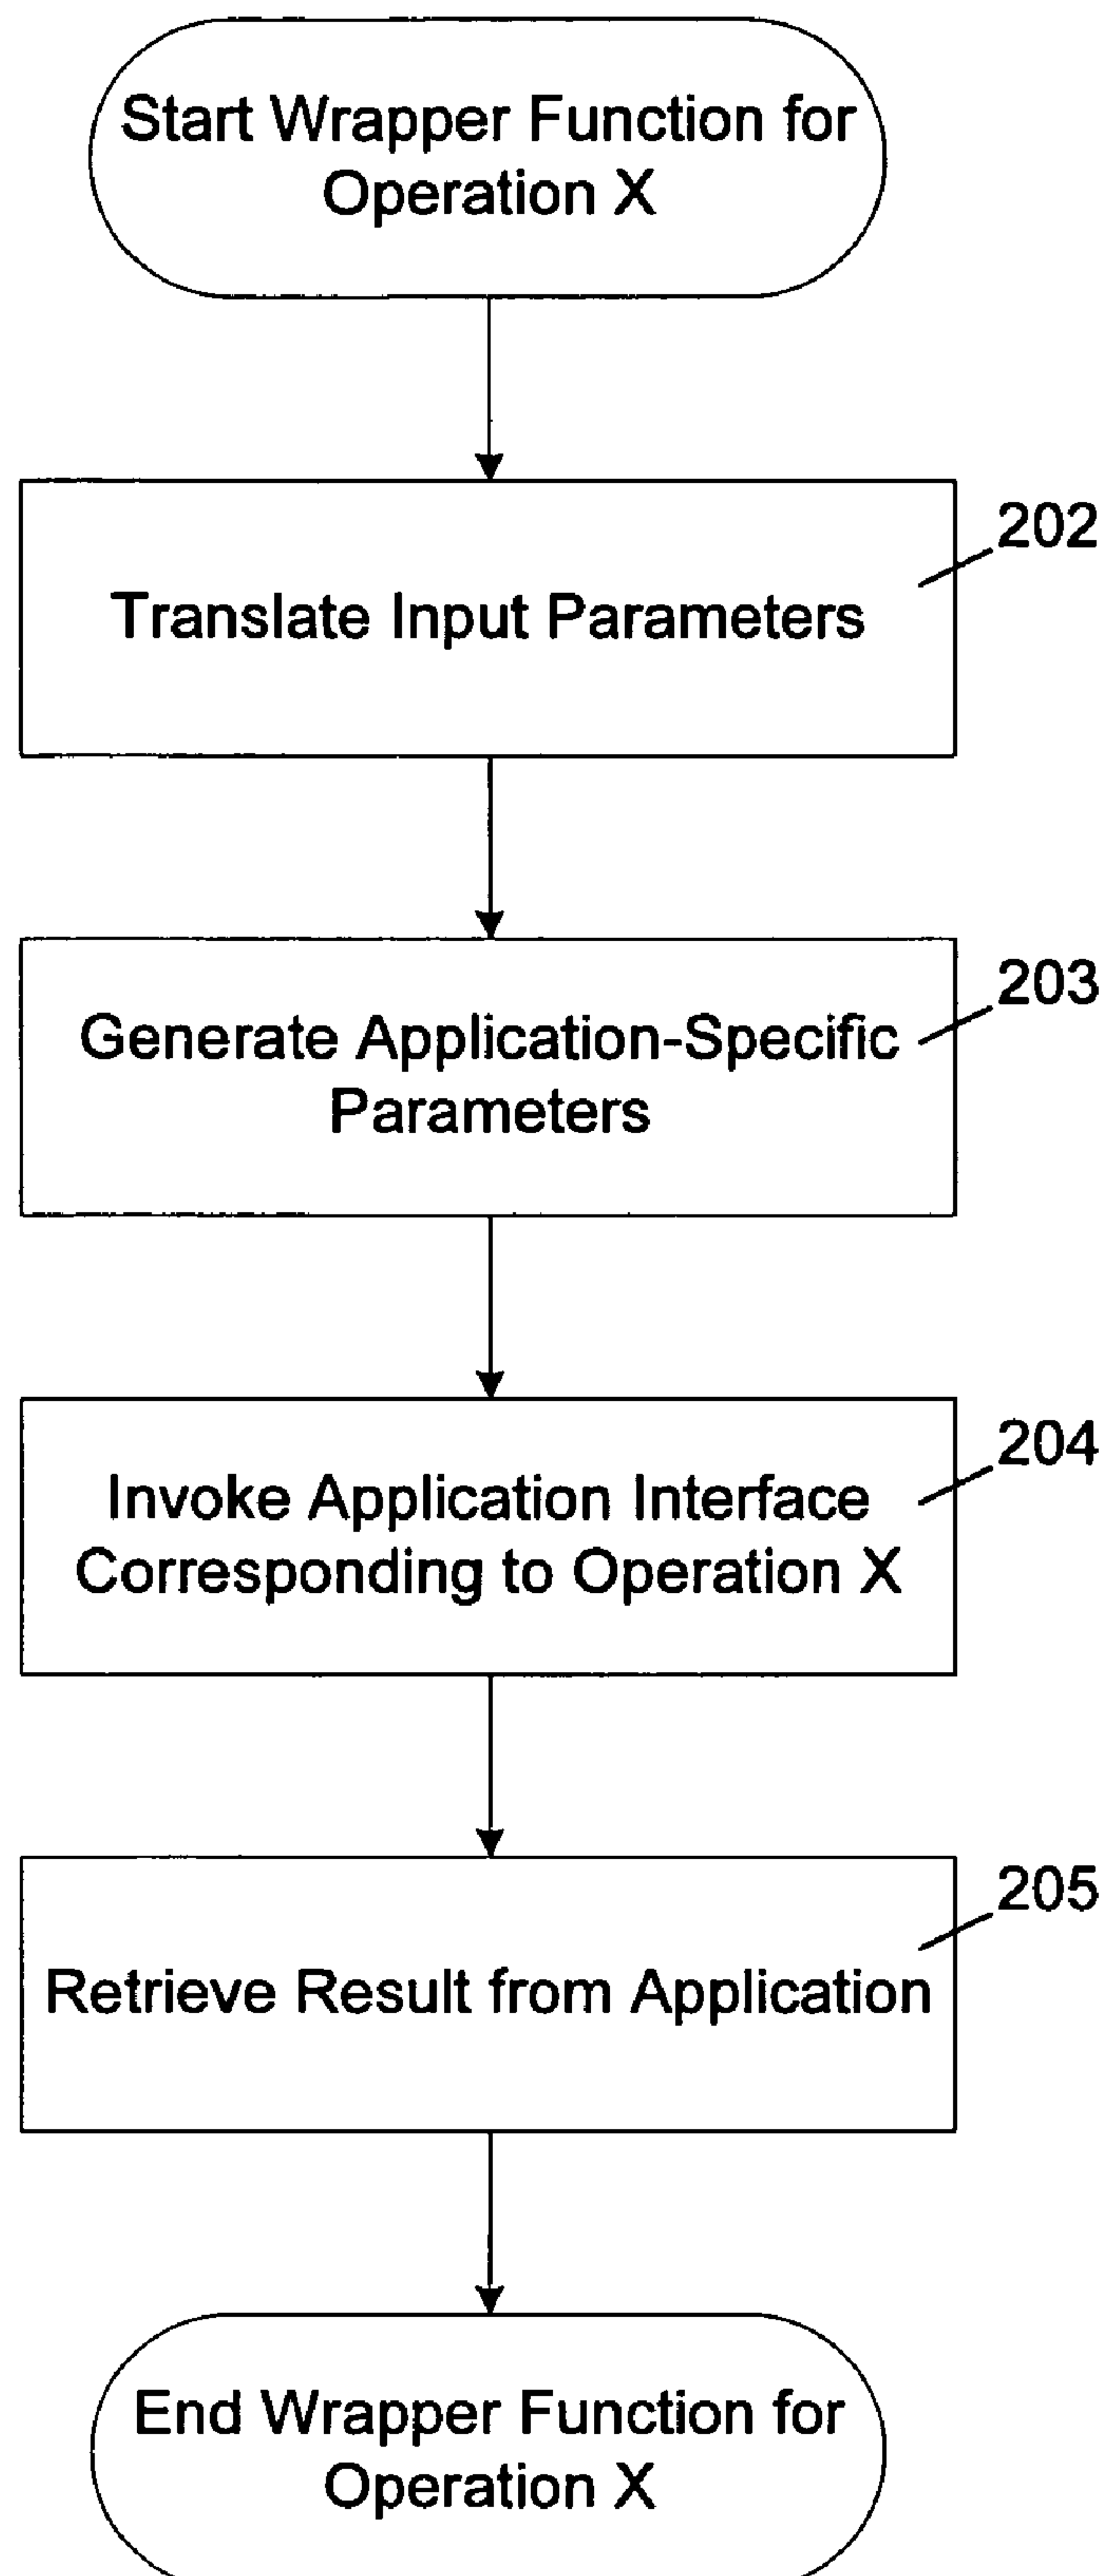 Start Wrapper Function for
Operation X
202
Translate Input Parameters
203
Generate Application-Specific
Parameters
204
Invoke Application Interface
Corresponding to Operation X
205
Retrieve Result from Application
End Wrapper Function for
Operation X